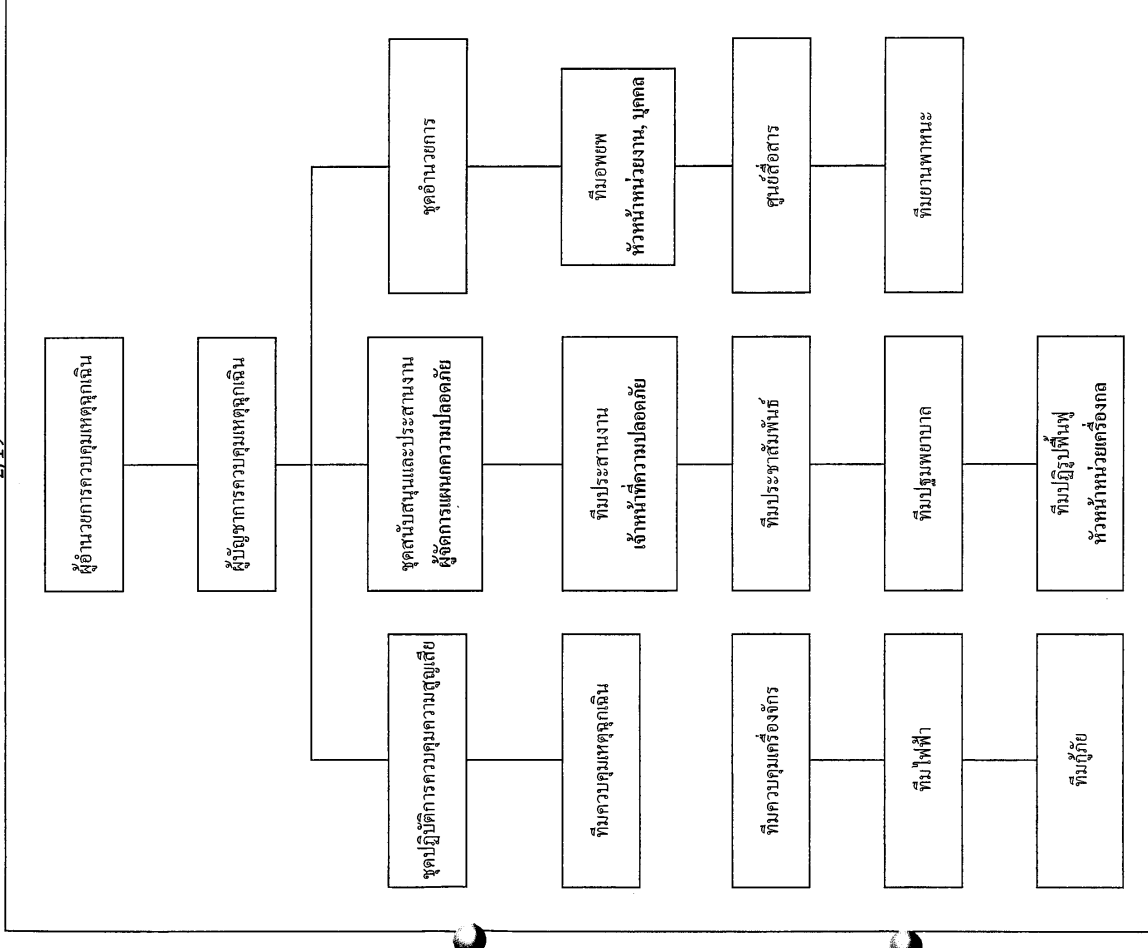 ผู้อำนวยการควบคุมเหตุฉุกเฉิน
ผู้บัญชาการควบคุมเหตุฉุกเฉิน
ชุดปฏิบัติการควบคุมความสูญเสีย
ชุดสนับสนุนและประสานงาน
ผู้จัดการแผนกความปลอดภัย
ชุดอำนวยการ
ทีมควบคุมเหตุฉุกเฉิน
ทีมประสานงาน
เจ้าหน้าที่ความปลอดภัย
ทีมอพยพ
หัวหน้าหน่วยงาน, บุคคล
ทีมควบคุมเครื่องจักร
ทีมประชาสัมพันธ์
ศูนย์สื่อสาร
ทีมไฟฟ้า
ทีมปฐมพยาบาล
ทีมยานพาหนะ
ทีมกู้ภัย
ทีมปฏิรูปฟื้นฟู
หัวหน้าหน่วยเครื่องกล